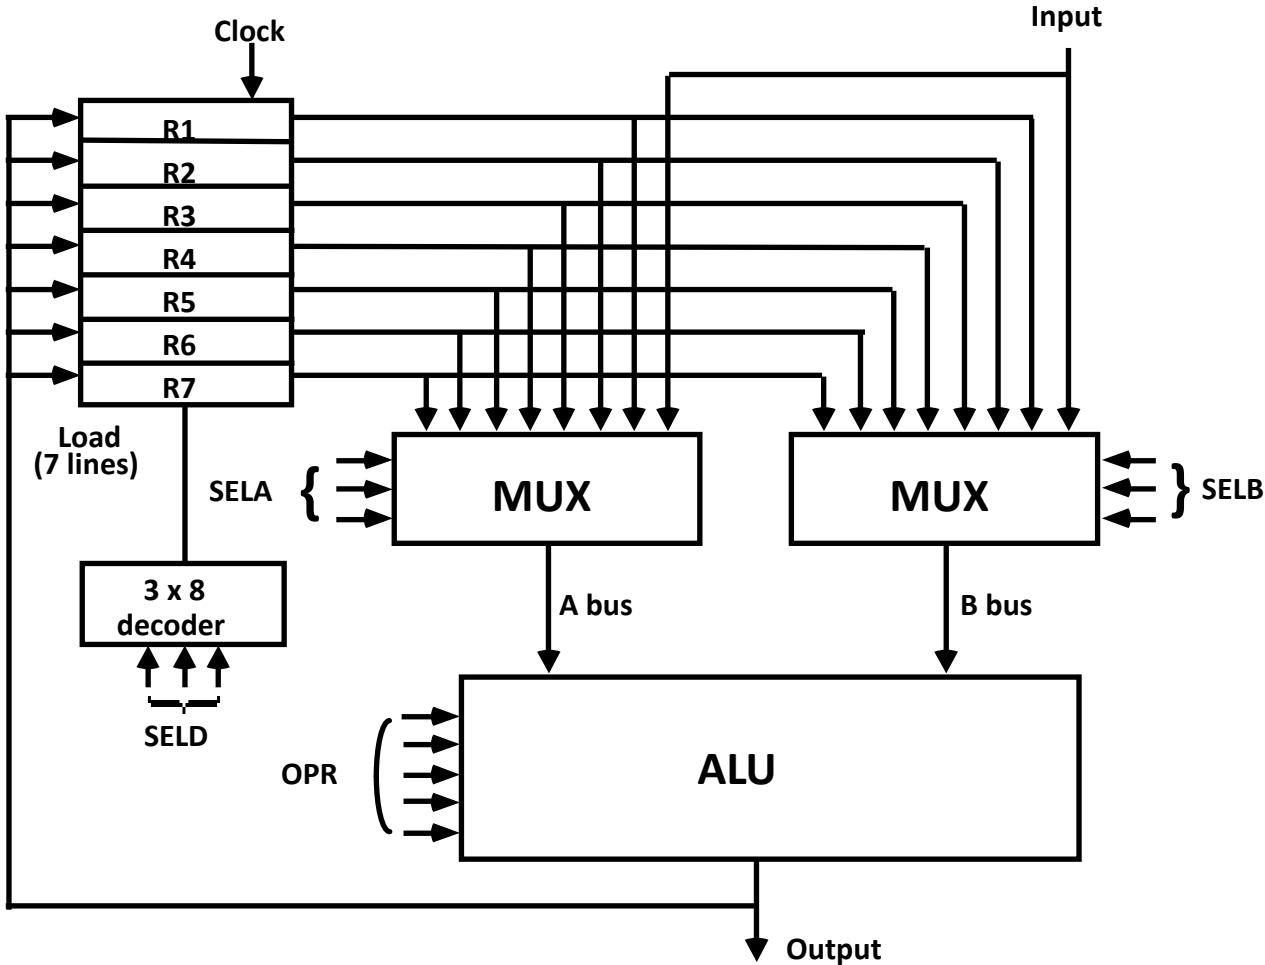 Clock
Input
R1
R2
R3
R4
R5
R6
R7
Load
(7 lines)
SELA {
MUX
MUX
} SELB
3 x 8
decoder
A bus
B bus
SELD
OPR
ALU
Output